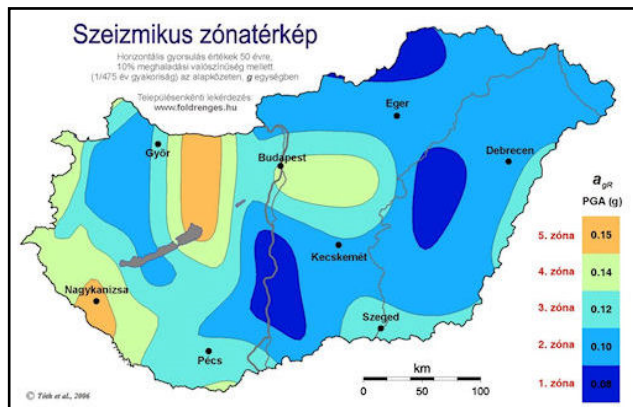 Szeizmikus zónatérkép
Horizontális gyorsulás értékek 50 évre,
10% meghaladási valószínűség mellett
(1/475 év gyakoriság) az alapkőzeten, g egységben
Településenkénti lekérdezés:
www.foldrenges.hu
Eger
Győr
Budapest
Debrecen
agR
PGA (g)
5. zóna 0.15
Kecskemét
4. zóna 0.14
Nagykanizsa
3. zóna 0.12
Szeged
2. zóna 0.10
Pécs
km
1. zóna 0.08
0 50 100
© Tóth et al., 2006